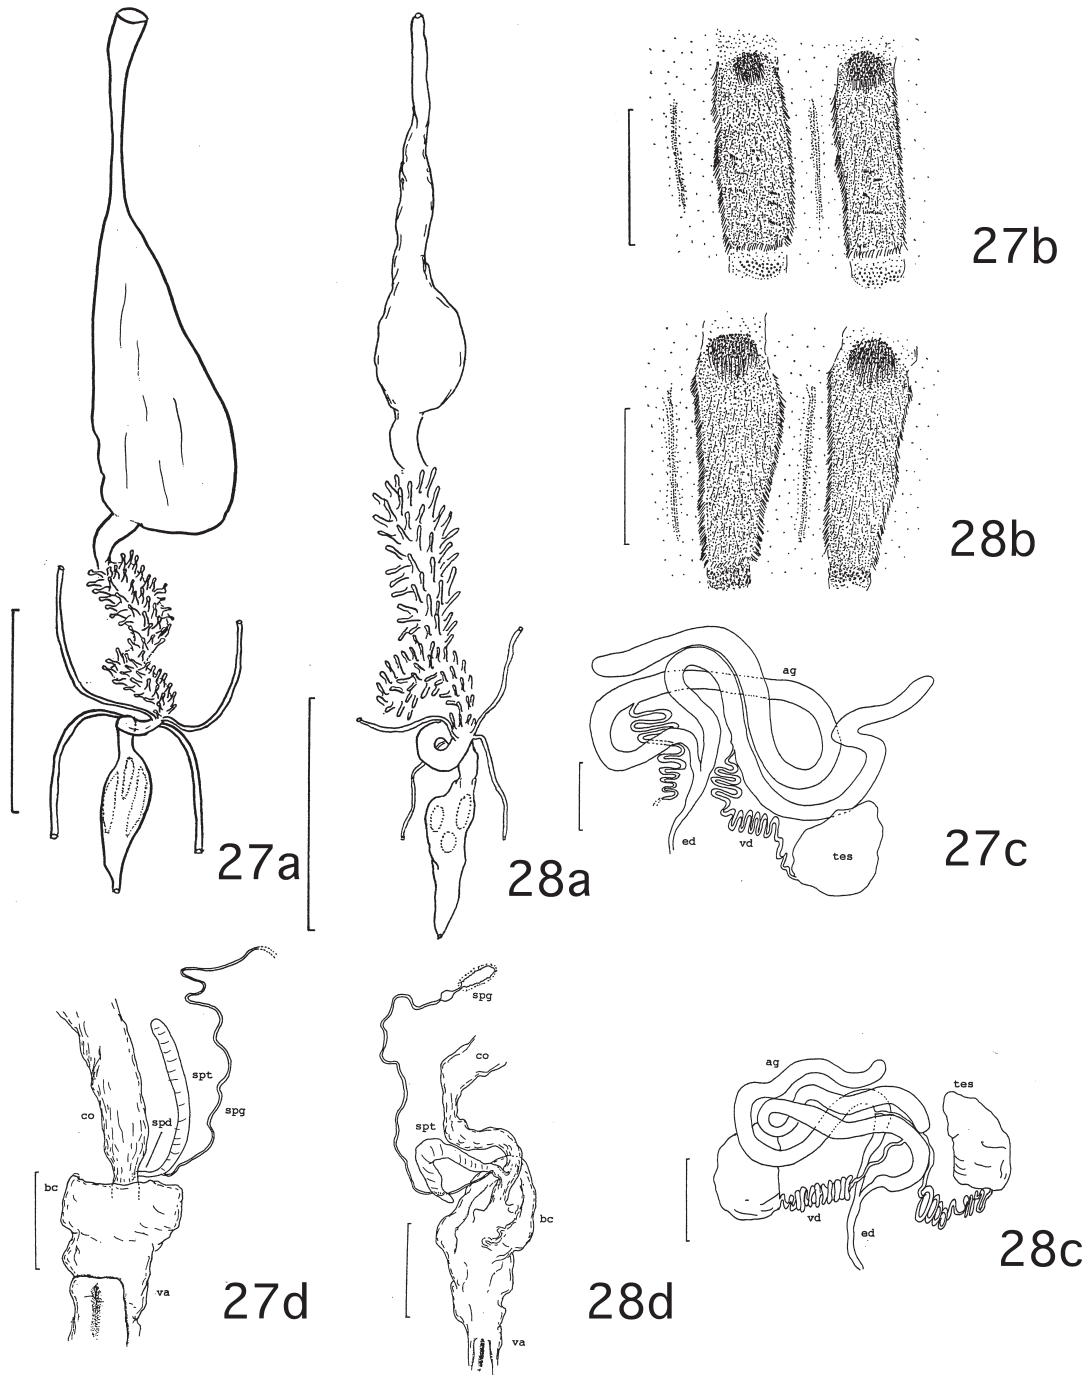 27b
28b
27a
28a
ag
ed
vd
tes
27c
spg
co
spt
spd
spg
co
spt
bc
bc
va
va
27d
28d
ag
tes
vd
ed
28c